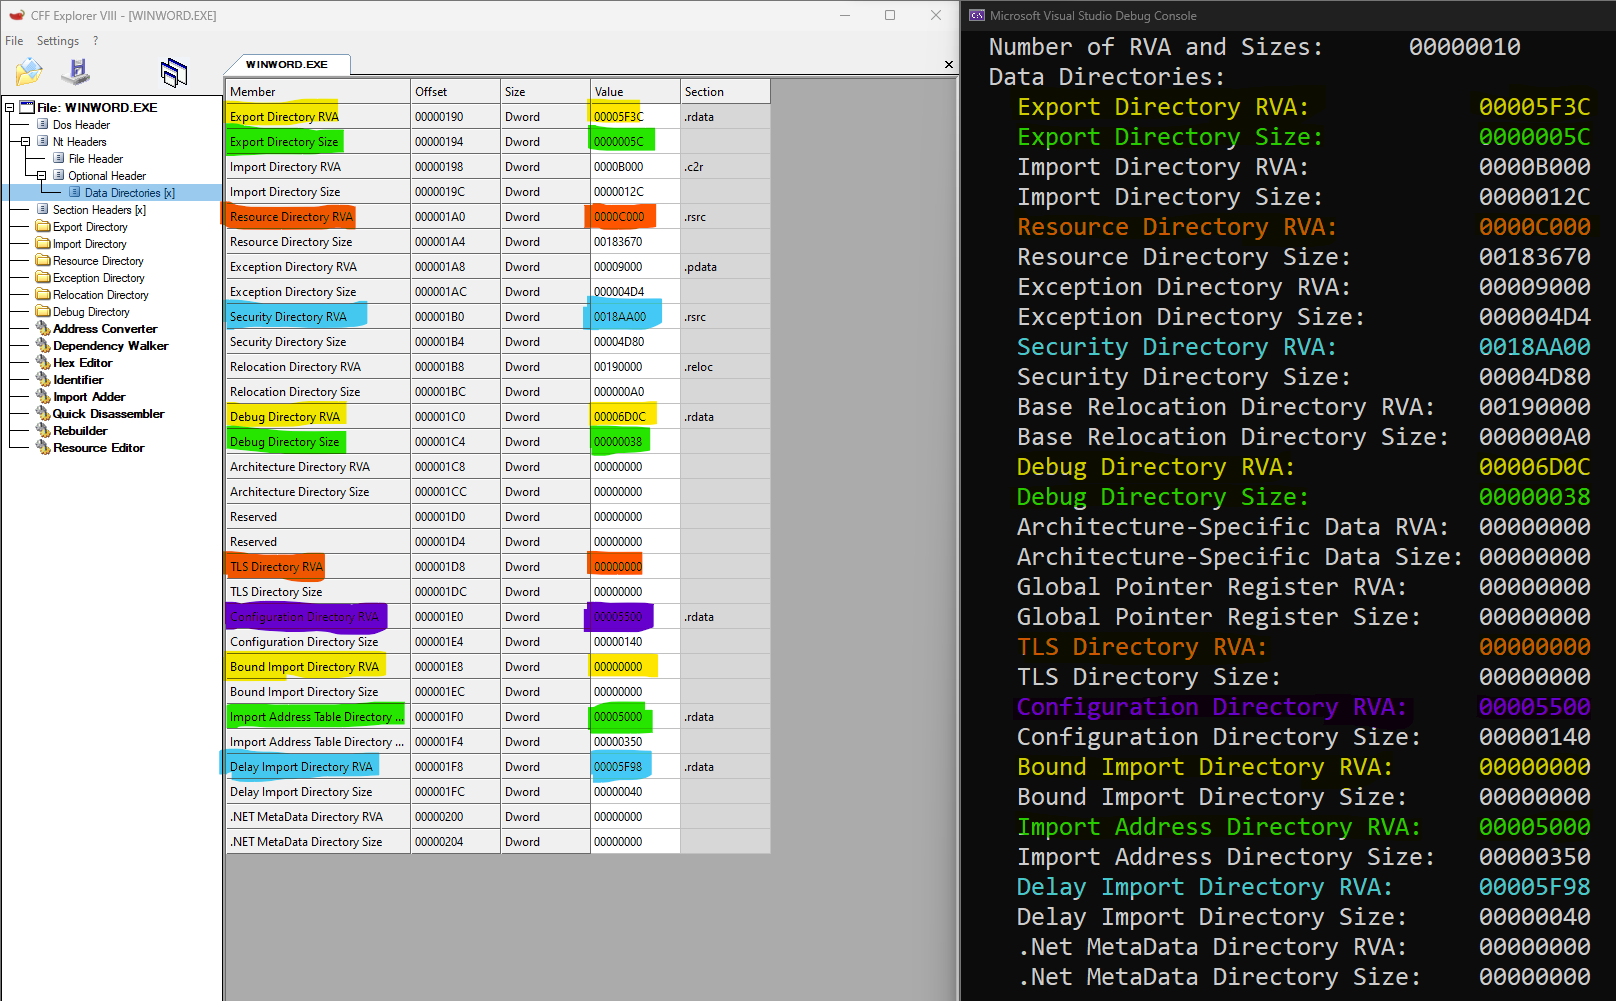 CFF Explorer VIII - [WINWORD.EXE]
File Settings ?
WINWORD.EXE
File: WINWORD.EXE
Dos Header
Nt Headers
File Header
Optional Header
Data Directories [x]
Section Headers [x]
Export Directory
Import Directory
Resource Directory
Exception Directory
Relocation Directory
Debug Directory
Address Converter
Dependency Walker
Hex Editor
Identifier
Import Adder
Quick Disassembler
Rebuilder
Resource Editor
Member Offset Size Value Section
Export Directory RVA 00000190 Dword 00005F3C .rdata
Export Directory Size 00000194 Dword 0000005C
Import Directory RVA 00000198 Dword 0000B000 .c2r
Import Directory Size 0000019C Dword 0000012C
Resource Directory RVA 000001A0 Dword 0000C000 .rsrc
Resource Directory Size 000001A4 Dword 00183670
Exception Directory RVA 000001A8 Dword 00009000 .pdata
Exception Directory Size 000001AC Dword 000004D4
Security Directory RVA 000001B0 Dword 0018AA00 .rsrc
Security Directory Size 000001B4 Dword 00004D80
Relocation Directory RVA 000001B8 Dword 00190000 .reloc
Relocation Directory Size 000001BC Dword 000000A0
Debug Directory RVA 000001C0 Dword 00006D0C .rdata
Debug Directory Size 000001C4 Dword 00000038
Architecture Directory RVA 000001C8 Dword 00000000
Architecture Directory Size 000001CC Dword 00000000
Reserved 000001D0 Dword 00000000
Reserved 000001D4 Dword 00000000
TLS Directory RVA 000001D8 Dword 00000000
TLS Directory Size 000001DC Dword 00000000
Configuration Directory RVA 000001E0 Dword 00005500 .rdata
Configuration Directory Size 000001E4 Dword 00000140
Bound Import Directory RVA 000001E8 Dword 00000000
Bound Import Directory Size 000001EC Dword 00000000
Import Address Table Directory ... 000001F0 Dword 00005000 .rdata
Import Address Table Directory ... 000001F4 Dword 00000350
Delay Import Directory RVA 000001F8 Dword 00005F98 .rdata
Delay Import Directory Size 000001FC Dword 00000040
.NET MetaData Directory RVA 00000200 Dword 00000000
.NET MetaData Directory Size 00000204 Dword 00000000
Microsoft Visual Studio Debug Console
Number of RVA and Sizes: 00000010
Data Directories:
Export Directory RVA: 00005F3C
Export Directory Size: 0000005C
Import Directory RVA: 0000B000
Import Directory Size: 0000012C
Resource Directory RVA: 0000C000
Resource Directory Size: 00183670
Exception Directory RVA: 00009000
Exception Directory Size: 000004D4
Security Directory RVA: 0018AA00
Security Directory Size: 00004D80
Base Relocation Directory RVA: 00190000
Base Relocation Directory Size: 000000A0
Debug Directory RVA: 00006D0C
Debug Directory Size: 00000038
Architecture-Specific Data RVA: 00000000
Architecture-Specific Data Size: 00000000
Global Pointer Register RVA: 00000000
Global Pointer Register Size: 00000000
TLS Directory RVA: 00000000
TLS Directory Size: 00000000
Configuration Directory RVA: 00005500
Configuration Directory Size: 00000140
Bound Import Directory RVA: 00000000
Bound Import Directory Size: 00000000
Import Address Directory RVA: 00005000
Import Address Directory Size: 00000350
Delay Import Directory RVA: 00005F98
Delay Import Directory Size: 00000040
.Net MetaData Directory RVA: 00000000
.Net MetaData Directory Size: 00000000